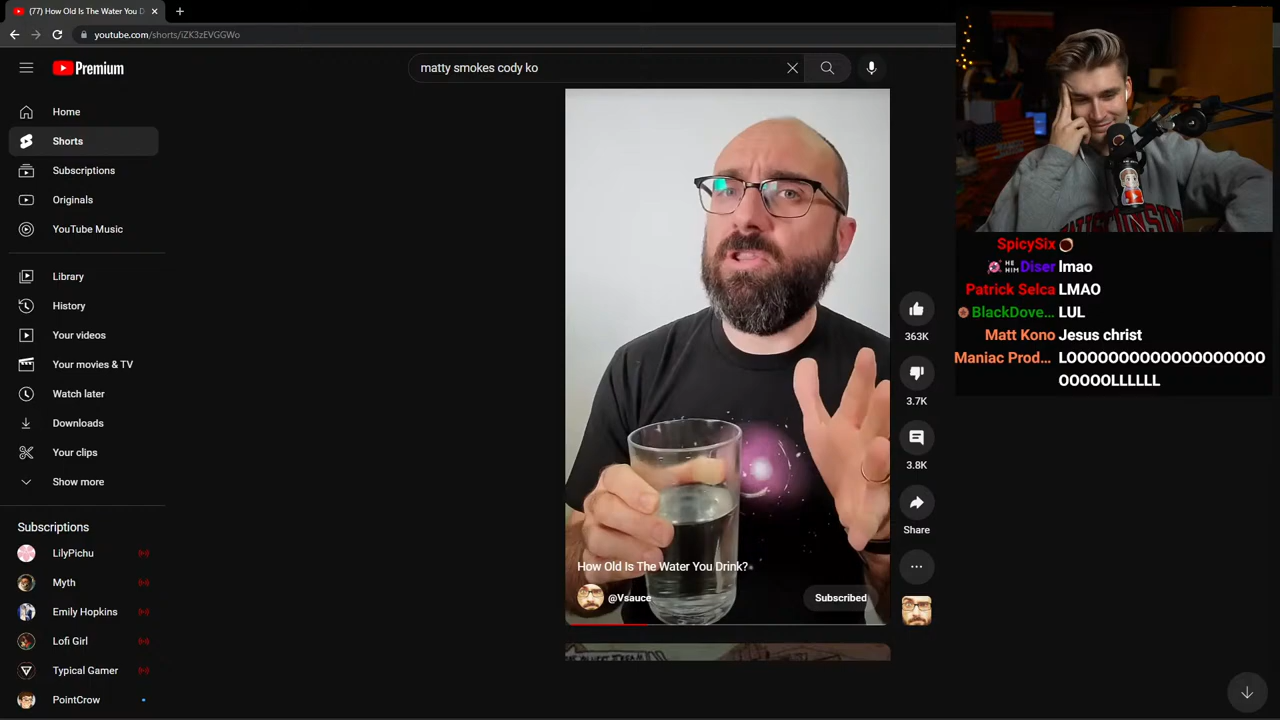 (77) How Old Is The Water You D
youtube.com/shorts/iZK3zEVGGWo
Premium
matty smokes cody ko
Home
Shorts
Subscriptions
Originals
YouTube Music
Library
History
Your videos
Your movies & TV
Watch later
Downloads
Your clips
Show more
Subscriptions
LilyPichu
Myth
Emily Hopkins
Lofi Girl
Typical Gamer
PointCrow
How Old Is The Water You Drink?
@Vsauce
Subscribed
363K
3.7K
3.8K
Share
SpicySix
HE HIM Diser lmao
Patrick Selca LMAO
BlackDove... LUL
Matt Kono Jesus christ
Maniac Prod... LOOOOOOOOOOOOOOOOOOO
OOOOOLLLLLL